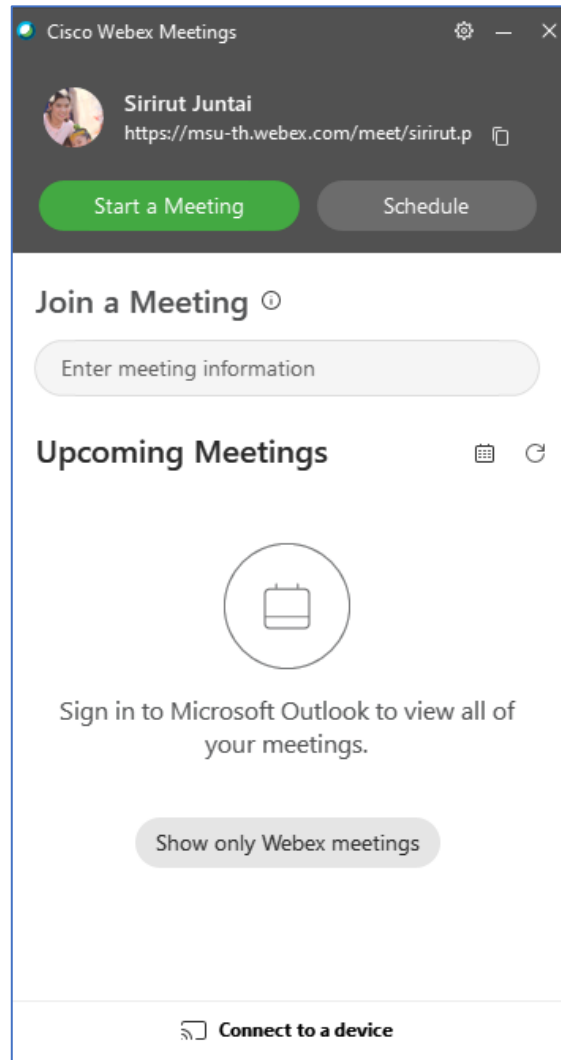 Cisco Webex Meetings
Sirirut Juntai
https://msu-th.webex.com/meet/sirirut.p
Start a Meeting
Schedule
Join a Meeting
Enter meeting information
Upcoming Meetings
Sign in to Microsoft Outlook to view all of
your meetings.
Show only Webex meetings
Connect to a device